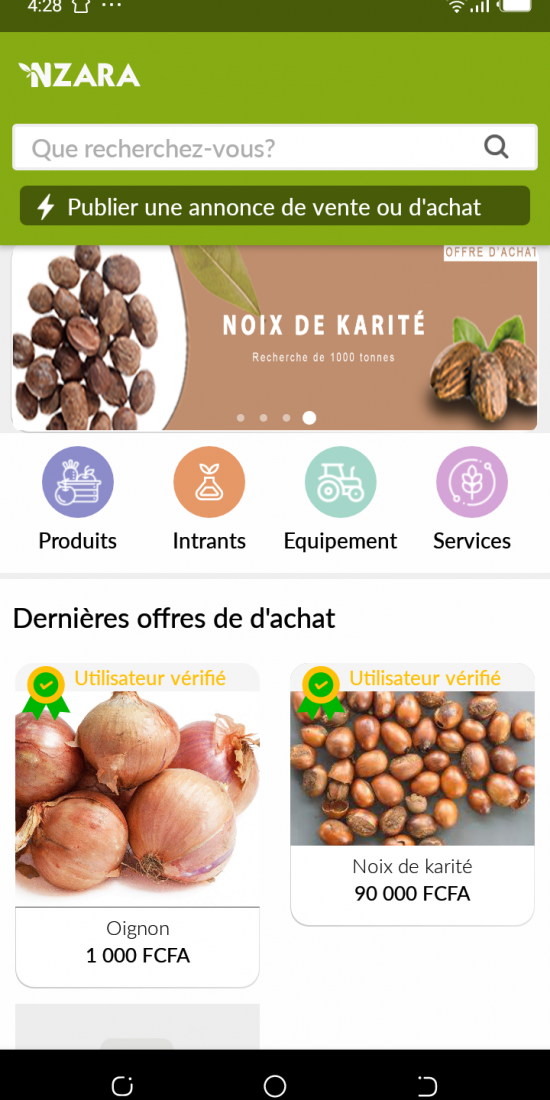 4:28
NZARA
Que recherchez-vous?
Publier une annonce de vente ou d'achat
OFFRE D'ACHAT
NOIX DE KARITÉ
Recherche de 1000 tonnes
Produits
Intrants
Equipement
Services
Dernières offres de d'achat
Utilisateur vérifié
Utilisateur vérifié
Oignon
1 000 FCFA
Noix de karité
90 000 FCFA